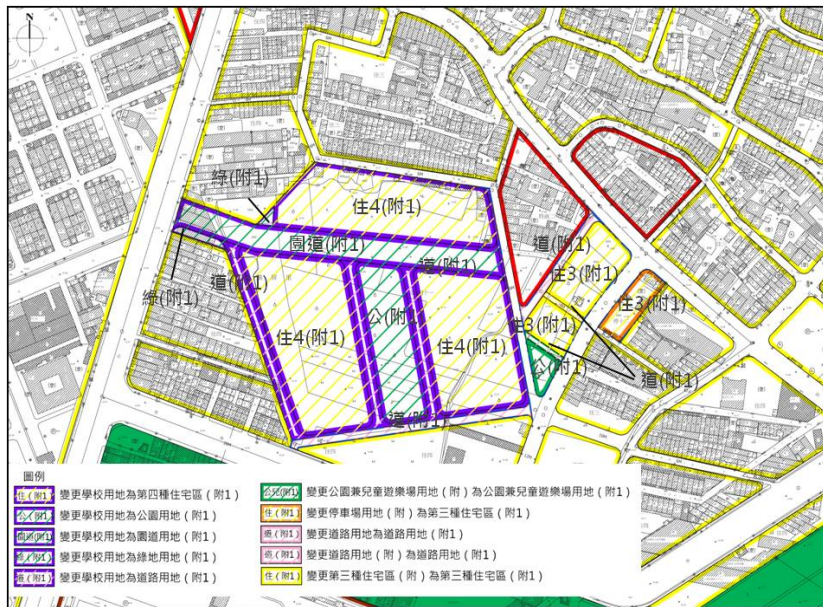 N
綠(附1)
住4(附1)
園道(附1)
道(附1)
道(附1)
住3(附1)
住3(附1)
綠(附1)
道(附1)
住4(附1)
公(附1)
住4(附1)
住3(附1)
公(附1)
道(附1)
道(附1)
圖例
住(附1) 變更學校用地為第四種住宅區(附1)
公(附1) 變更學校用地為公園用地(附1)
園道(附1) 變更學校用地為園道用地(附1)
綠(附1) 變更學校用地為綠地用地(附1)
道(附1) 變更學校用地為道路用地(附1)
公兒(附1) 變更公園兼兒童遊樂場用地(附)為公園兼兒童遊樂場用地(附1)
住(附1) 變更停車場用地(附)為第三種住宅區(附1)
道(附1) 變更道路用地為道路用地(附1)
道(附1) 變更道路用地(附)為道路用地(附1)
住(附1) 變更第三種住宅區(附)為第三種住宅區(附1)